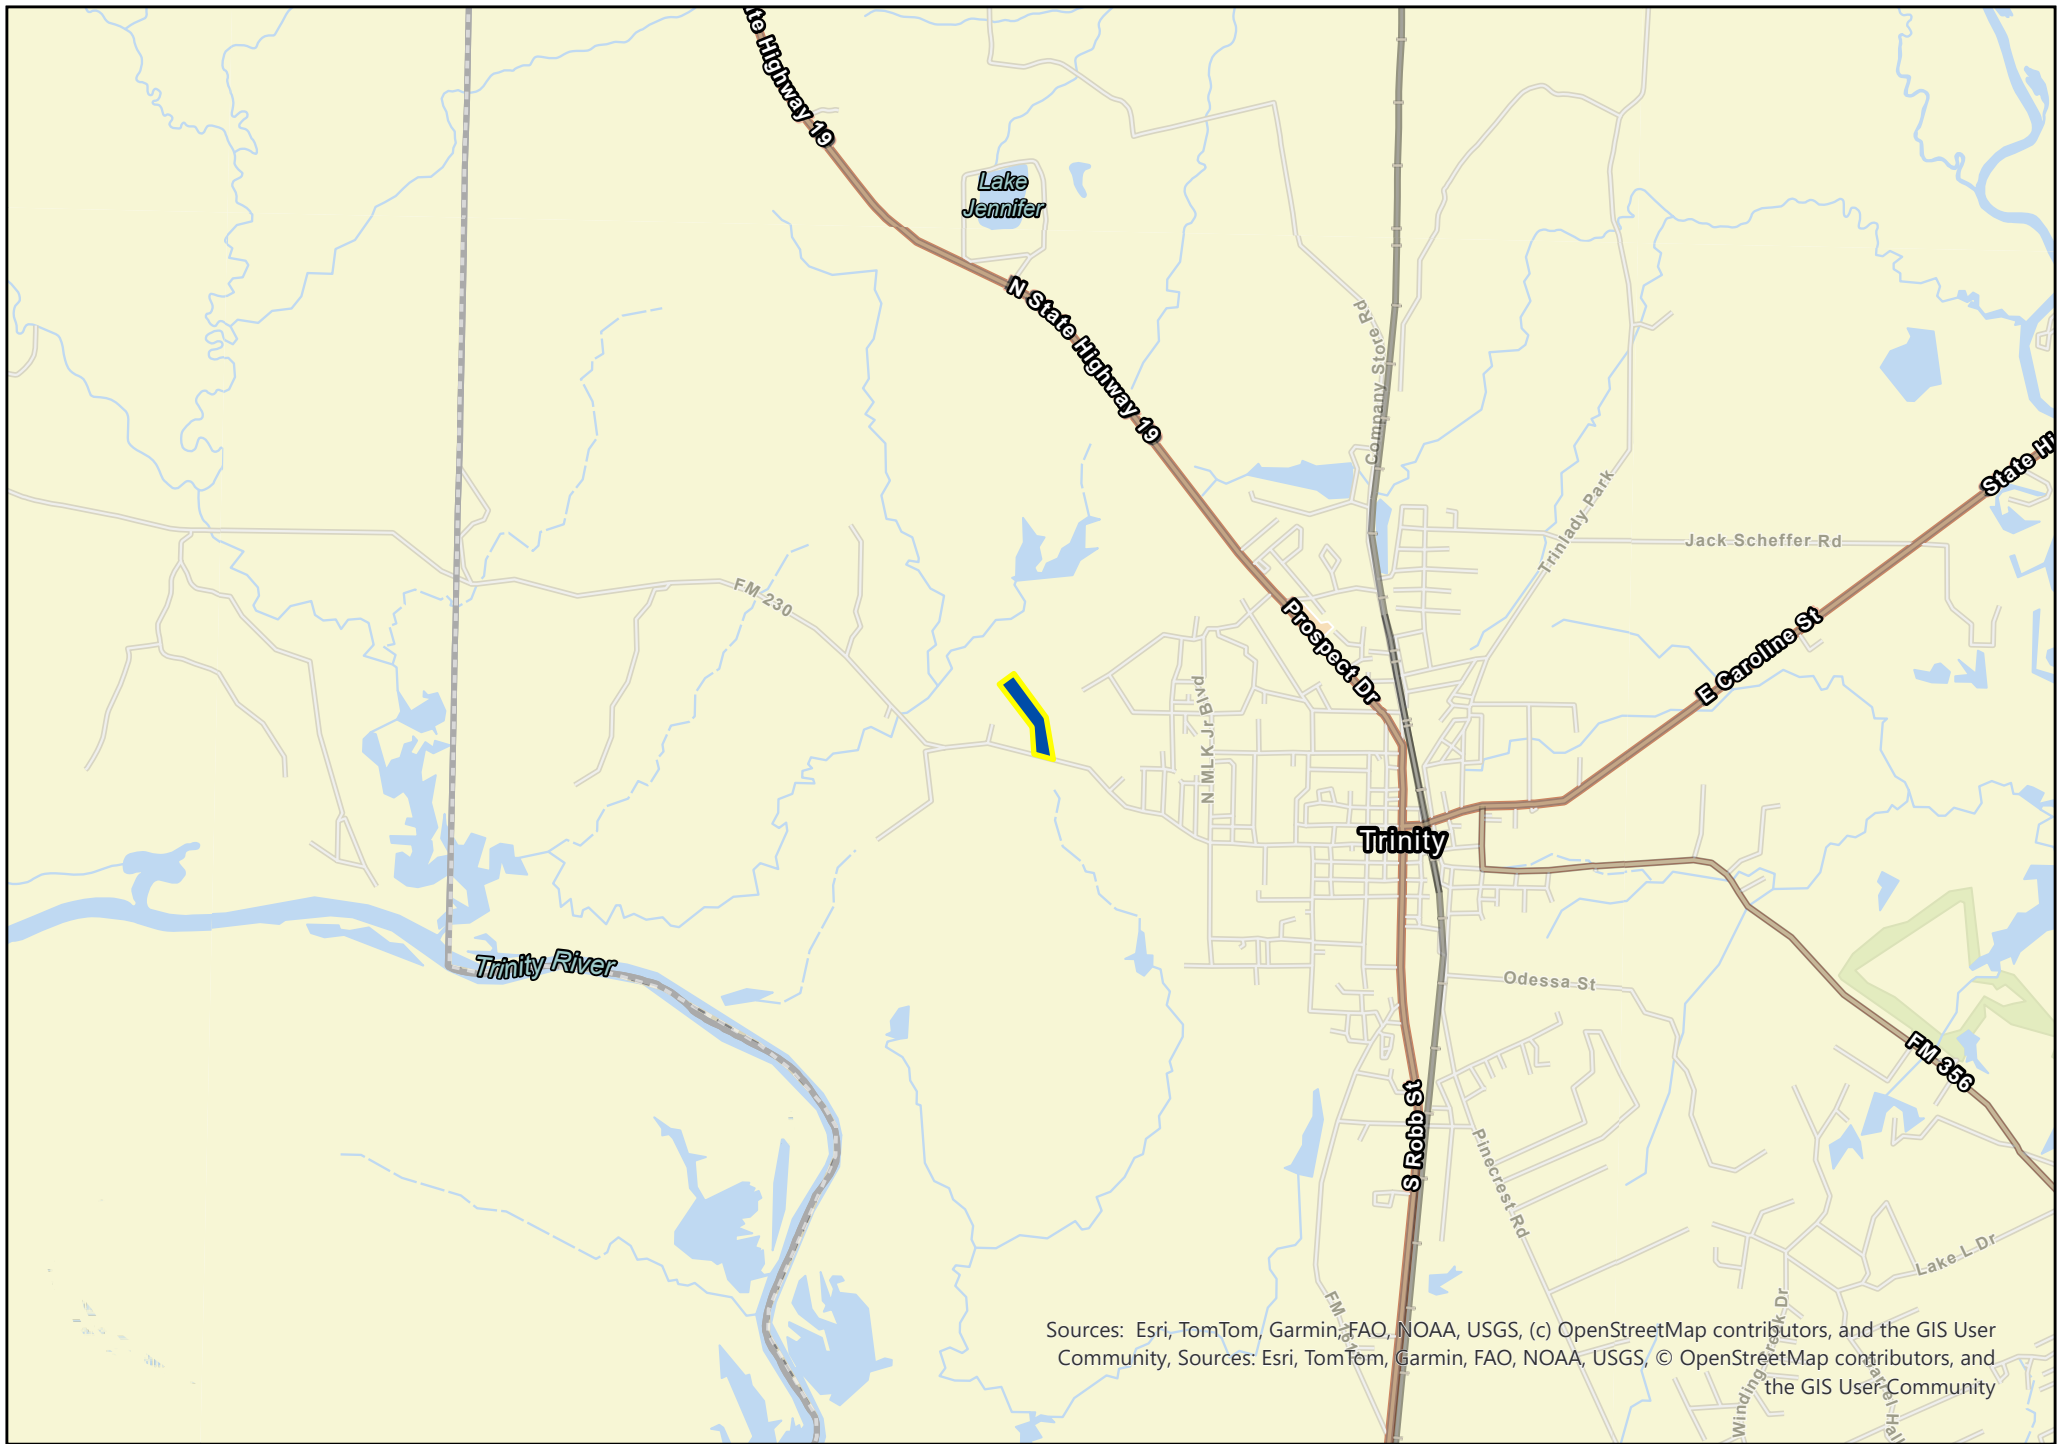 te Highway 19
Lake
Jennifer
N State Highway 19
Company Store Rd
State Hi
Trinlady Park
Jack Scheffer Rd
FM 230
Prospect Dr
E Caroline St
N MLK Jr Blvd
Trinity
Trinity River
Odessa St
FM 356
S Robb St
Pinecrest Rd
Lake L Dr
Sources: Esri, TomTom, Garmin, FAO, NOAA, USGS, (c) OpenStreetMap contributors, and the GIS User
Community, Sources: Esri, TomTom, Garmin, FAO, NOAA, USGS, © OpenStreetMap contributors, and
the GIS User Community